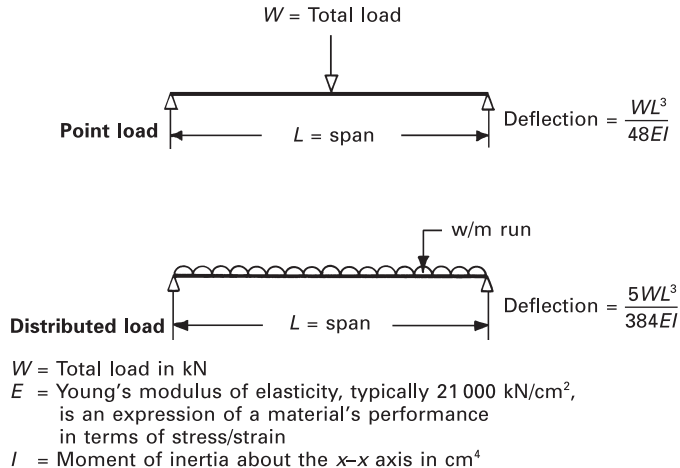 W = Total load
Point load
L = span
Deflection = WL³/48EI
w/m run
Distributed load
L = span
Deflection = 5WL³/384EI
W = Total load in kN
E = Young's modulus of elasticity, typically 21 000 kN/cm²,
is an expression of a material's performance
in terms of stress/strain
I = Moment of inertia about the x–x axis in cm⁴